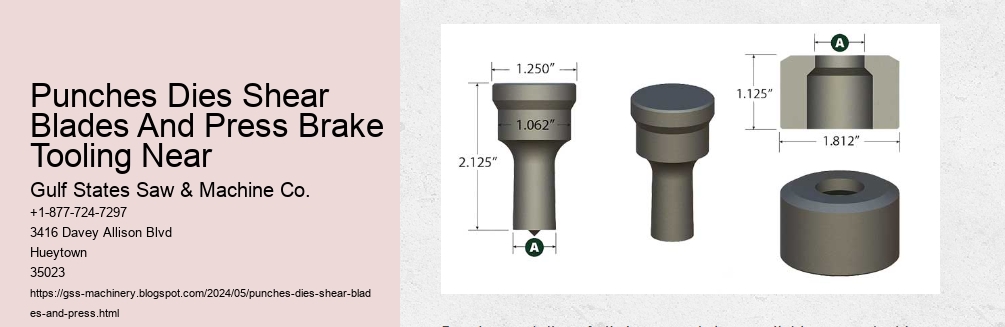 Punches Dies Shear
Blades And Press Brake
Tooling Near
Gulf States Saw & Machine Co.
+1-877-724-7297
3416 Davey Allison Blvd
Hueytown
35023
https://gss-machinery.blogspot.com/2024/05/punches-dies-shear-blad
es-and-press.html
A
1.250”
1.125”
1.062”
1.812”
2.125”
A